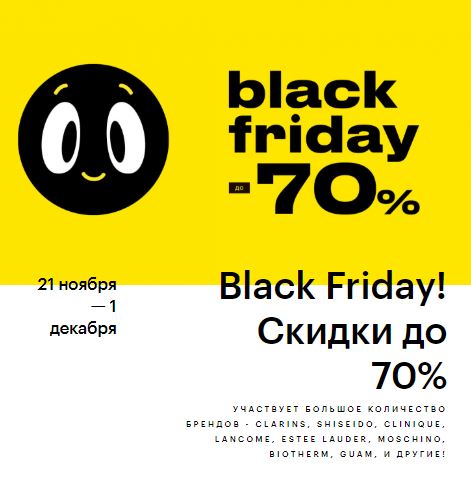 black
friday
до
-70%
21 ноября
— 1
декабря
Black Friday!
Скидки до
70%
УЧАСТВУЕТ БОЛЬШОЕ КОЛИЧЕСТВО
БРЕНДОВ - CLARINS, SHISEIDO, CLINIQUE,
LANCOME, ESTEE LAUDER, MOSCHINO,
BIOTHERM, GUAM, И ДРУГИЕ!